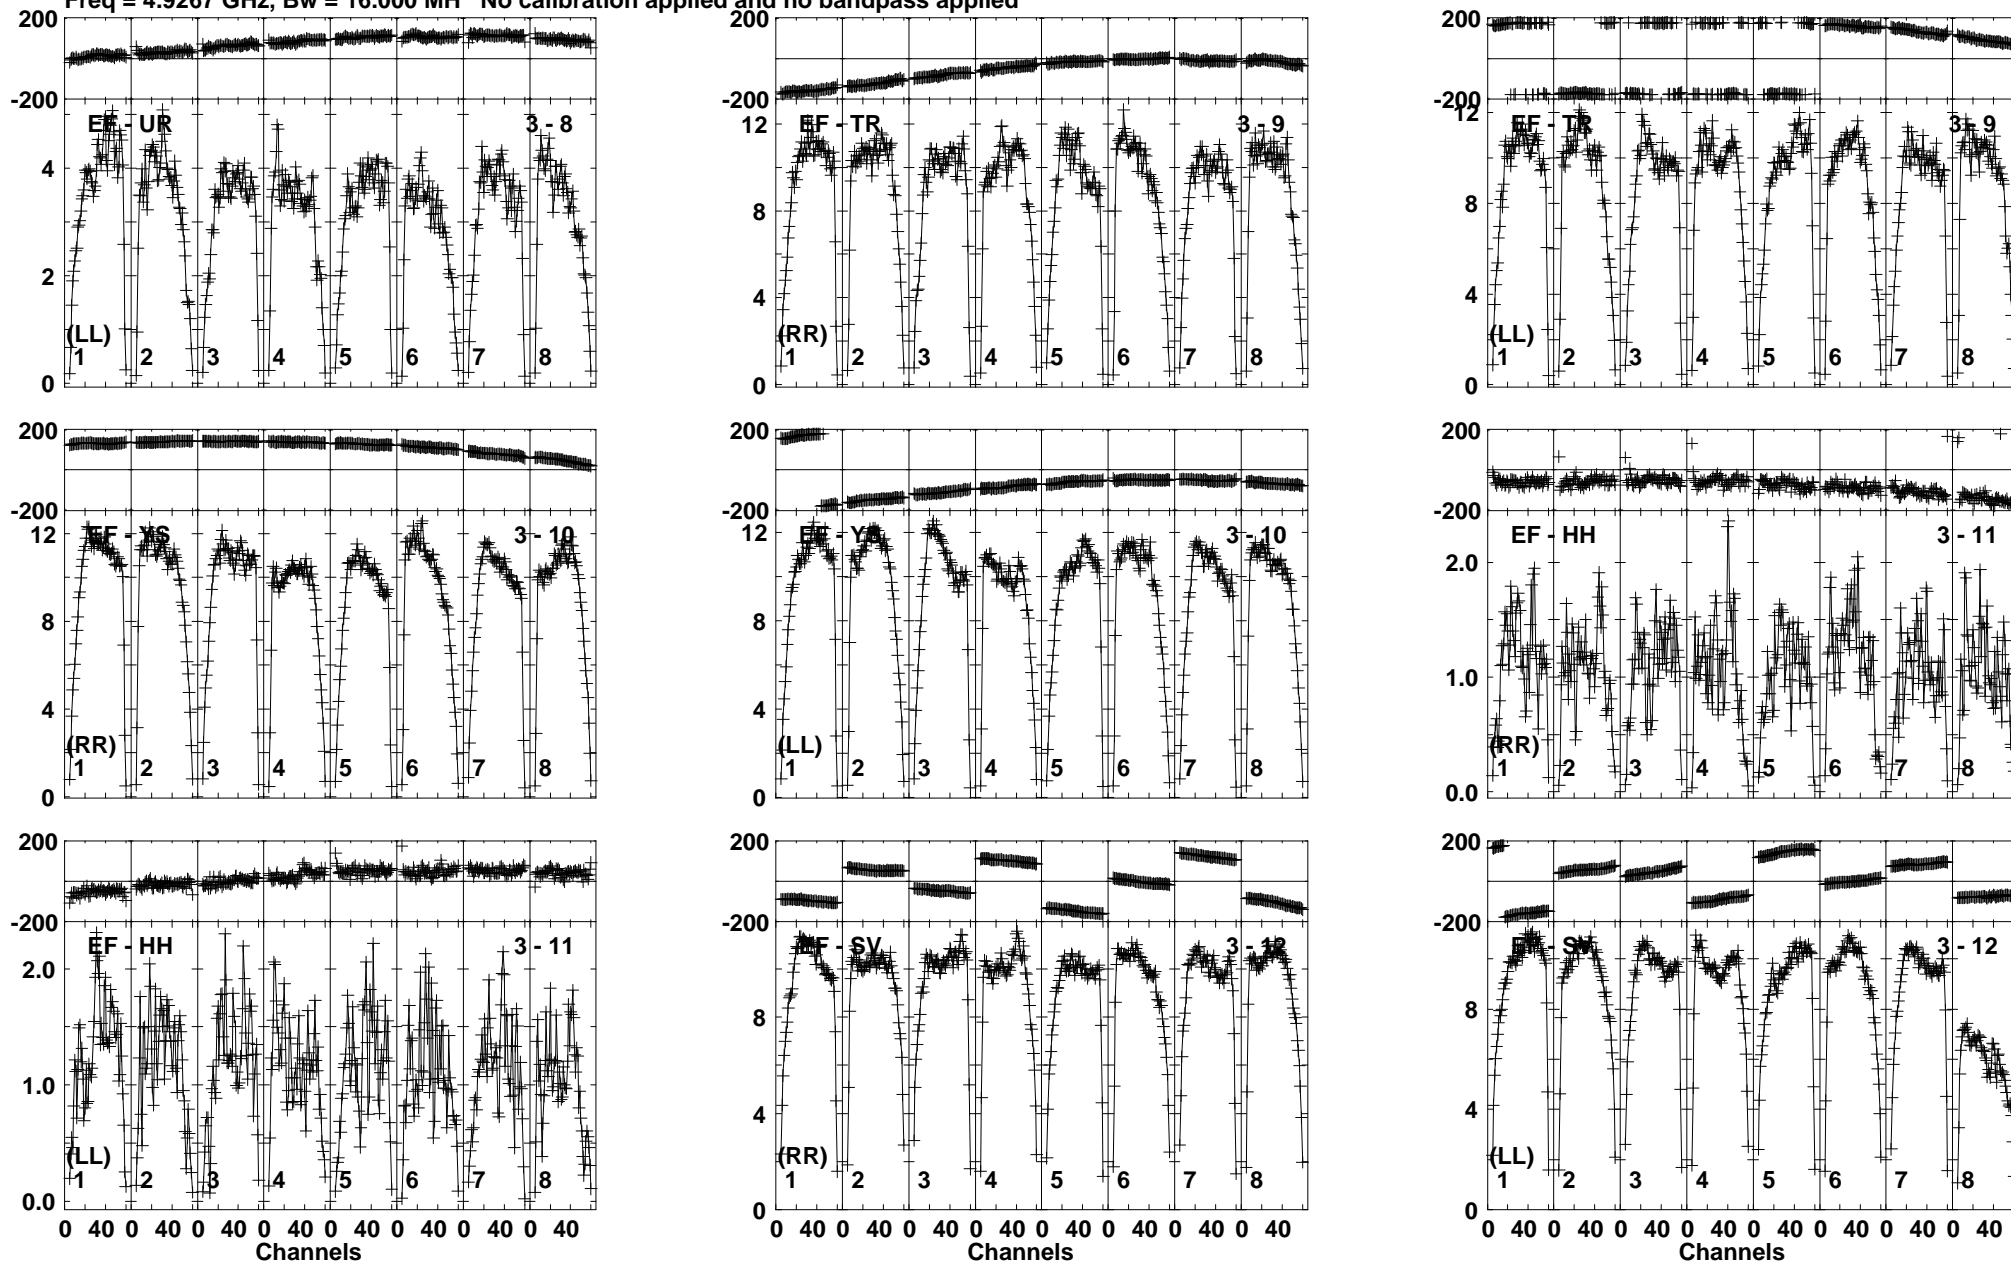 Freq = 4.9267 GHz, Bw = 16.000 MH No calibration applied and no bandpass applied
200 200 200
-200 -200 -200
EF - UR 3 - 8 EF - TR 3 - 9 EF - TR 3 - 9
12 12
4
8 8
2
4 4
(LL) (RR) (LL)
1 2 3 4 5 6 7 8 1 2 3 4 5 6 7 8 1 2 3 4 5 6 7 8
0 0 0
200 200 200
-200 -200 -200
EF - YS 3 - 10 EF - YS 3 - 10 EF - HH 3 - 11
12 12
2.0
8 8
1.0
4 4
(RR) (LL) (RR)
1 2 3 4 5 6 7 8 1 2 3 4 5 6 7 8 1 2 3 4 5 6 7 8
0 0 0.0
200 200 200
-200 -200 -200
EF - HH 3 - 11 EF - SV 3 - 12 EF - SV 3 - 12
2.0
8 8
1.0
4 4
(LL) (RR) (LL)
1 2 3 4 5 6 7 8 1 2 3 4 5 6 7 8 1 2 3 4 5 6 7 8
0.0 0 0
0 40 0 40 0 40 0 40 0 40 0 40 0 40 0 40 0 40 0 40 0 40 0 40 0 40 0 40 0 40 0 40 0 40 0 40 0 40 0 40 0 40 0 40 0 40 0 40
Channels Channels Channels